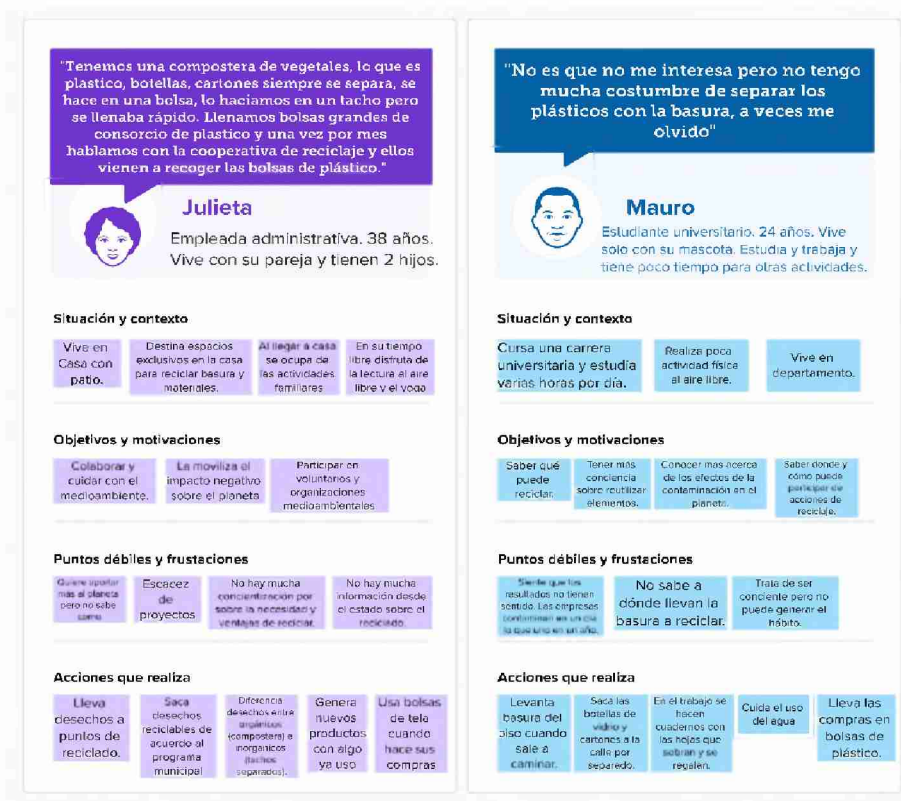 "Tenemos una compostera de vegetales, lo que es
plastico, botellas, cartones siempre se separa, se
hace en una bolsa, lo haciamos en un tacho pero
se llenaba rápido. Llenamos bolsas grandes de
consorcio de plastico y una vez por mes
hablamos con la cooperativa de reciclaje y ellos
vienen a recoger las bolsas de plástico."
Julieta
Empleada administrativa. 38 años.
Vive con su pareja y tienen 2 hijos.
Situación y contexto
Vive en
Casa con
patio.
Destina espacios
exclusivos en la casa
para reciclar basura y
materiales.
Al llegar a casa
se ocupa de
las actividades
familiares
En su tiempo
libre disfruta de
la lectura al aire
libre y el yoga
Objetivos y motivaciones
Colaborar y
cuidar con el
medioambiente.
La moviliza el
impacto negativo
sobre el planeta
Participar en
voluntarios y
organizaciones
medioambientales
Puntos débiles y frustaciones
Quiere aportar
más al planeta
pero no sabe
como
Escacez
de
proyectos
No hay mucha
concientización por
sobre la necesidad y
ventajas de reciclar.
No hay mucha
información desde
el estado sobre el
reciclado.
Acciones que realiza
Lleva
desechos a
puntos de
reciclado.
Saca
desechos
reciclables de
acuerdo al
programa
municipal
Diferencia
desechos entre
orgánicos
(compostera) e
inorganicos
(tachos
separados).
Genera
nuevos
productos
con algo
ya uso
Usa bolsas
de tela
cuando
hace sus
compras
"No es que no me interesa pero no tengo
mucha costumbre de separar los
plásticos con la basura, a veces me
olvido"
Mauro
Estudiante universitario. 24 años. Vive
solo con su mascota. Estudia y trabaja y
tiene poco tiempo para otras actividades.
Situación y contexto
Cursa una carrera
universitaria y estudia
varias horas por día.
Realiza poca
actividad física
al aire libre.
Vive en
departamento.
Objetivos y motivaciones
Saber qué
puede
reciclar.
Tener mas
conciencia
sobre reutilizar
elementos.
Conocer mas acerca
de los efectos de la
contaminación en el
planeta.
Saber donde y
cómo puede
participar de
acciones de
reciclaje.
Puntos débiles y frustaciones
Siente que los
resultados no tienen
sentido. Las empresas
contaminan en un día
lo que uno en un año.
No sabe a
dónde llevan la
basura a reciclar.
Trata de ser
conciente pero no
puede generar el
hábito.
Acciones que realiza
Levanta
basura del
piso cuando
sale a
caminar.
Saca las
botellas de
vidrio y
cartones a la
calle por
separado.
En el trabajo se
hacen
cuadernos con
las hojas que
sobran y se
regalan.
Cuida el uso
del agua
Lleva las
compras en
bolsas de
plástico.